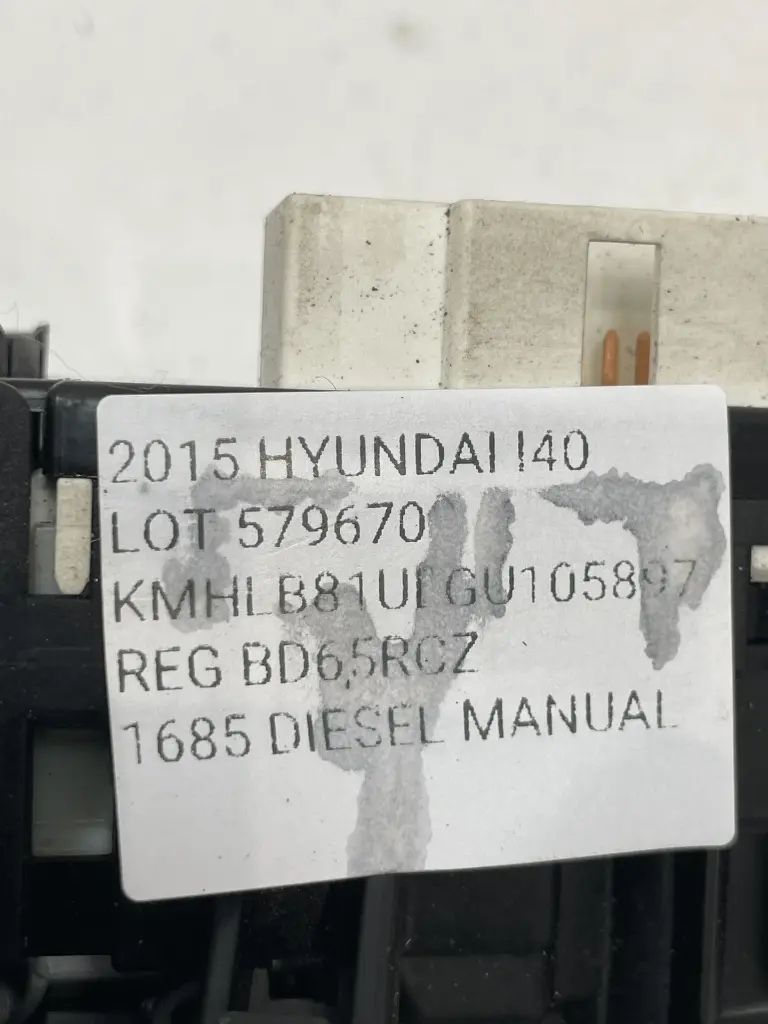 2015 HYUNDAI I40
LOT 579670
REG BD65RCZ
1685 DIESEL MANUAL